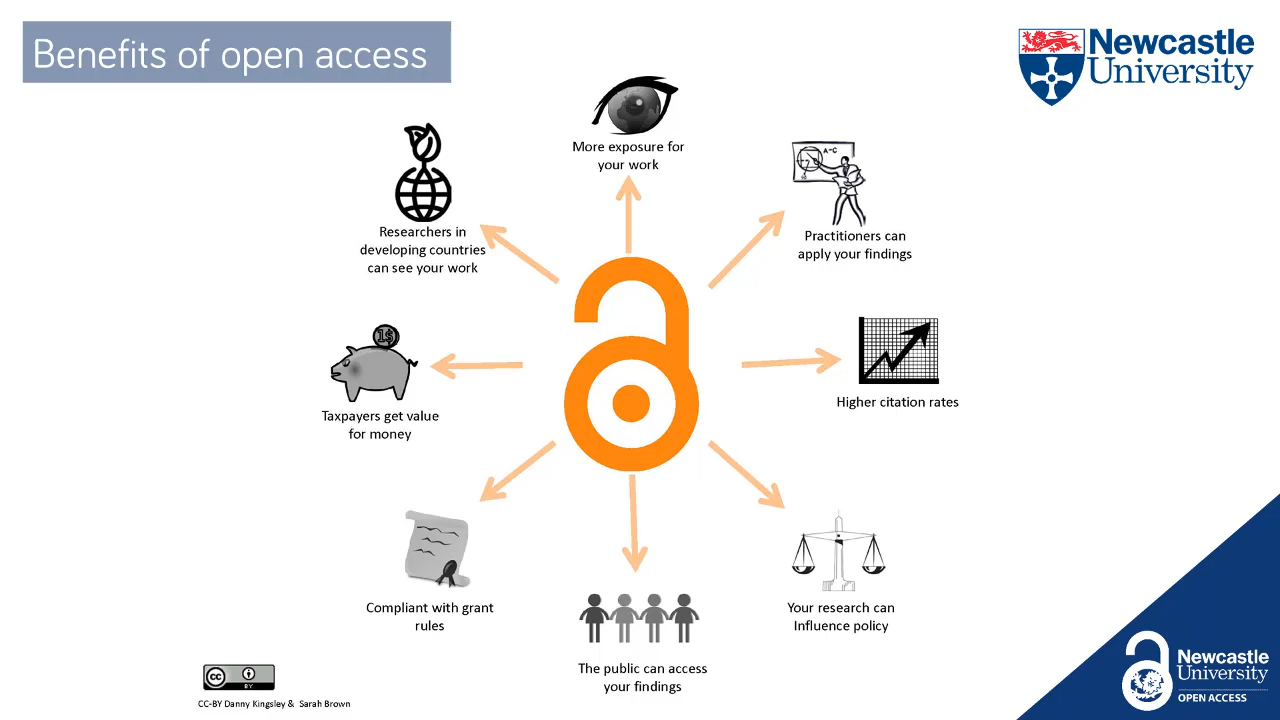 Benefits of open access
Newcastle
University
More exposure for
your work
A-C
Practitioners can
apply your findings
Researchers in
developing countries
can see your work
1$
Taxpayers get value
for money
Higher citation rates
Compliant with grant
rules
Your research can
Influence policy
The public can access
your findings
cc
BY
CC-BY Danny Kingsley & Sarah Brown
Newcastle
University
OPEN ACCESS